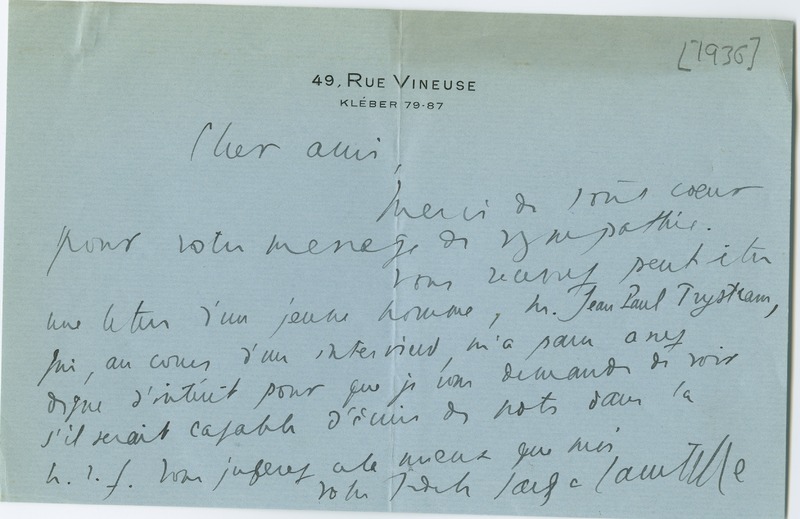 [1936]
49, RUE VINEUSE
KLÉBER 79-87
Cher ami,
Merci de tout coeur
pour votre message de sympathie.
Vous recevrez peut être
une lettre d'un jeune homme, M. Jean Paul Trystram,
qui, au cours d'un interview, m'a paru assez
digne d'intérêt pour que je vous demande de voir
s'il serait capable d'écrire des notes dans la
n. r. f. Vous jugerez cela mieux que moi
votre